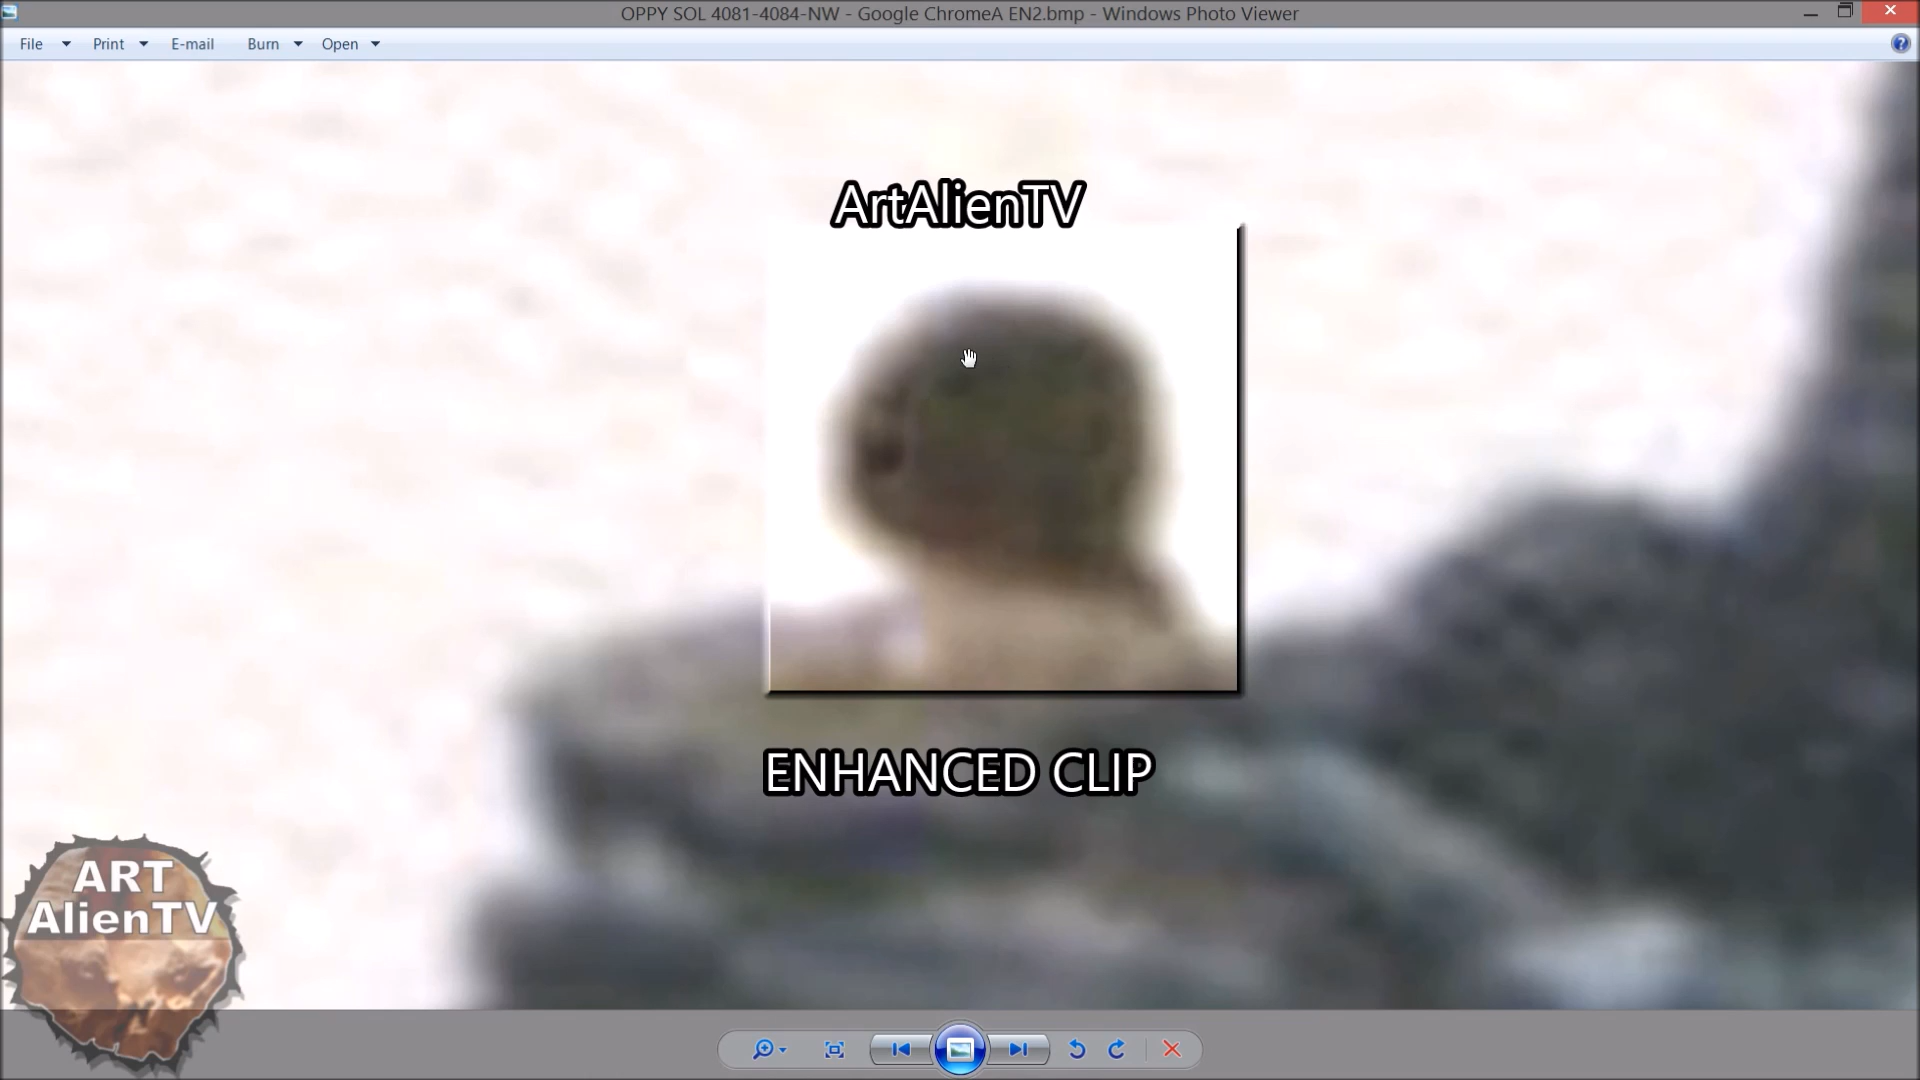 OPPY SOL 4081-4084-NW - Google ChromeA EN2.bmp - Windows Photo Viewer
File Print E-mail Burn Open
ArtAlienTV
ENHANCED CLIP
ART
AlienTV